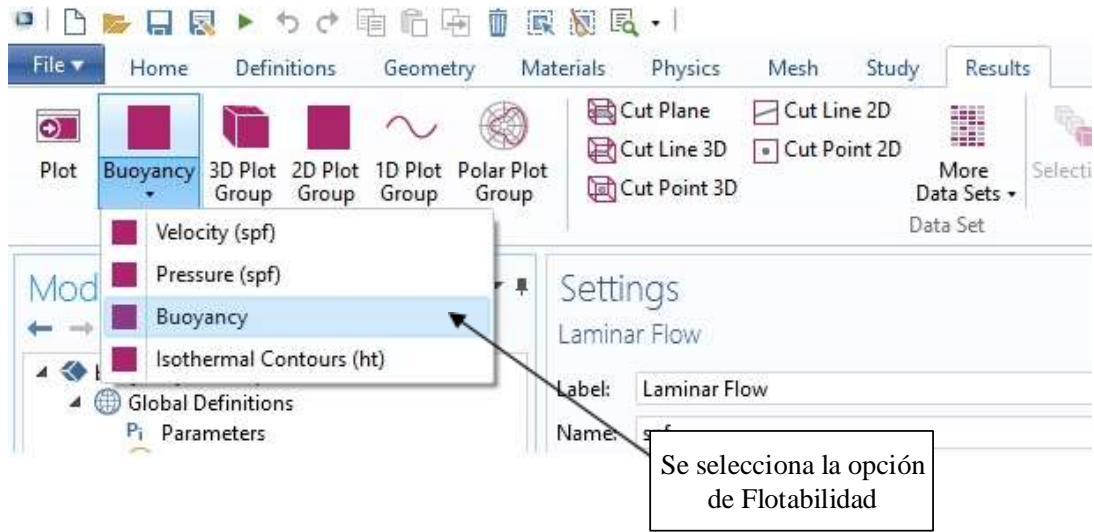 File Home Definitions Geometry Materials Physics Mesh Study Results
Plot
Buoyancy
3D Plot
Group
2D Plot
Group
1D Plot
Group
Polar Plot
Group
Cut Plane
Cut Line 3D
Cut Point 3D
Cut Line 2D
Cut Point 2D
More
Data Sets
Data Set
Velocity (spf)
Pressure (spf)
Buoyancy
Isothermal Contours (ht)
Global Definitions
Pi Parameters
Settings
Laminar Flow
Label: Laminar Flow
Name:
Se selecciona la opción
de Flotabilidad